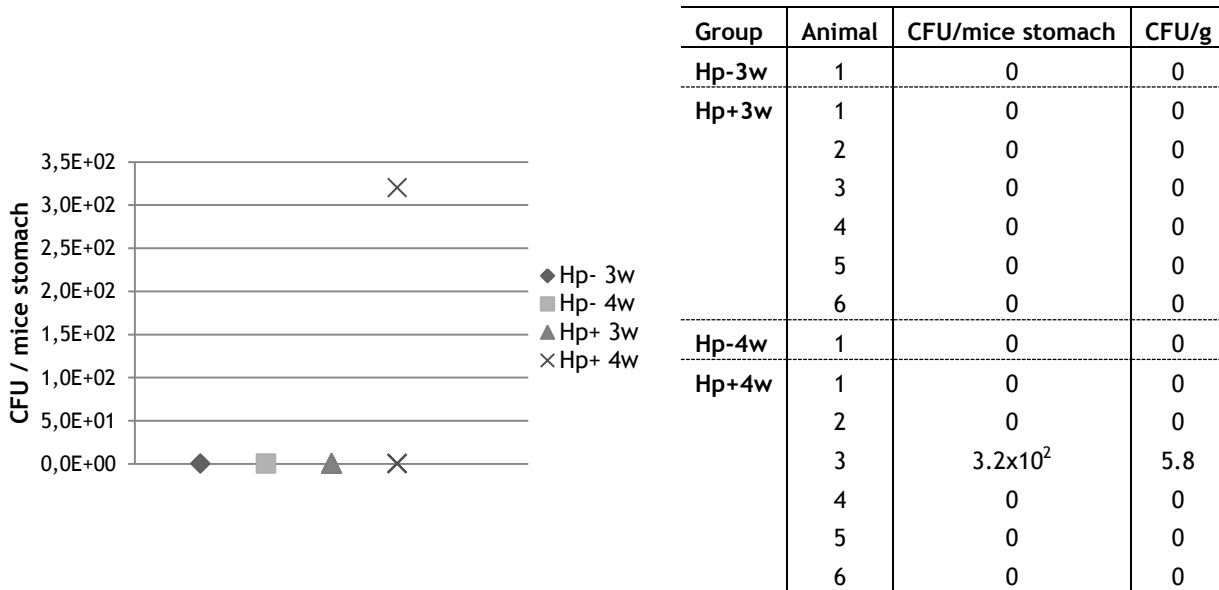 CFU / mice stomach
3,5E+02
3,0E+02
2,5E+02
2,0E+02
1,5E+02
1,0E+02
5,0E+01
0,0E+00
Hp- 3w
Hp- 4w
Hp+ 3w
Hp+ 4w
Group Animal CFU/mice stomach CFU/g
Hp-3w 1 0 0
Hp+3w 1 0 0
2 0 0
3 0 0
4 0 0
5 0 0
6 0 0
Hp-4w 1 0 0
Hp+4w 1 0 0
2 0 0
3 3.2x10² 5.8
4 0 0
5 0 0
6 0 0